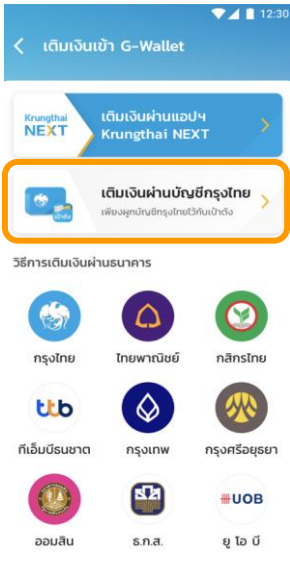 12:30
เติมเงินเข้า G-Wallet
Krungthai
NEXT
เติมเงินผ่านแอปฯ
Krungthai NEXT
เติมเงินผ่านบัญชีกรุงไทย
เพียงผูกบัญชีกรุงไทยไว้กับเป๋าตัง
เป๋าตัง
วิธีการเติมเงินผ่านธนาคาร
กรุงไทย
ไทยพาณิชย์
กสิกรไทย
ttb
ทีเอ็มบีธนชาต
กรุงเทพ
กรุงศรีอยุธยา
UOB
ออมสิน
ธ.ก.ส.
ยู โอ บี